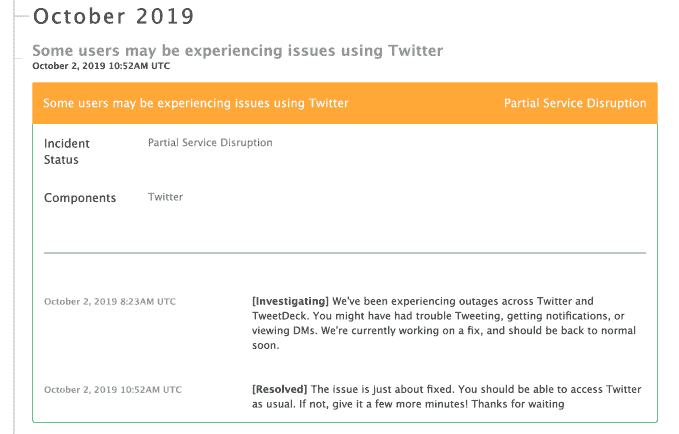 October 2019
Some users may be experiencing issues using Twitter
October 2, 2019 10:52AM UTC
Some users may be experiencing issues using Twitter Partial Service Disruption
Incident Status Partial Service Disruption
Components Twitter
October 2, 2019 8:23AM UTC [Investigating] We've been experiencing outages across Twitter and
TweetDeck. You might have had trouble Tweeting, getting notifications, or
viewing DMs. We're currently working on a fix, and should be back to normal
soon.
October 2, 2019 10:52AM UTC [Resolved] The issue is just about fixed. You should be able to access Twitter
as usual. If not, give it a few more minutes! Thanks for waiting